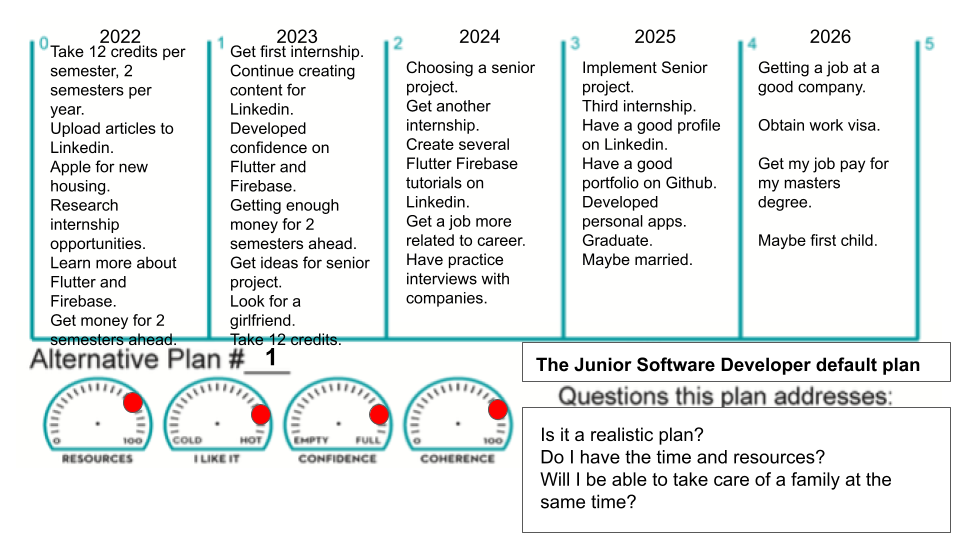 2022
2023
2024
2025
2026
0
1
2
3
4
5
Take 12 credits per
semester, 2
semesters per
year.
Upload articles to
Linkedin.
Apple for new
housing.
Research
internship
opportunities.
Learn more about
Flutter and
Firebase.
Get money for 2
semesters ahead.
Get first internship.
Continue creating
content for
Linkedin.
Developed
confidence on
Flutter and
Firebase.
Getting enough
money for 2
semesters ahead.
Get ideas for senior
project.
Look for a
girlfriend.
Take 12 credits.
Choosing a senior
project.
Get another
internship.
Create several
Flutter Firebase
tutorials on
Linkedin.
Get a job more
related to career.
Have practice
interviews with
companies.
Implement Senior
project.
Third internship.
Have a good profile
on Linkedin.
Have a good
portfolio on Github.
Developed
personal apps.
Graduate.
Maybe married.
Getting a job at a
good company.
Obtain work visa.
Get my job pay for
my masters
degree.
Maybe first child.
Alternative Plan # 1
0 100
RESOURCES
COLD HOT
I LIKE IT
EMPTY FULL
CONFIDENCE
0 100
COHERENCE
The Junior Software Developer default plan
Questions this plan addresses:
Is it a realistic plan?
Do I have the time and resources?
Will I be able to take care of a family at the
same time?